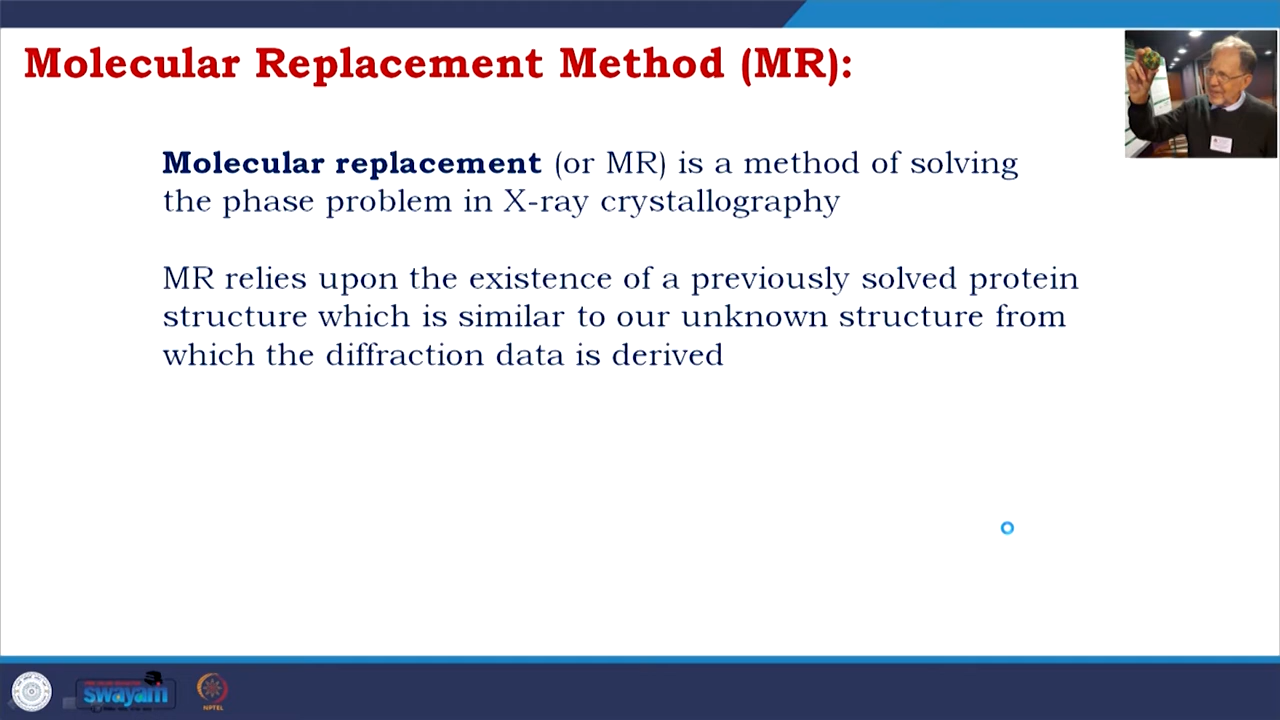 Molecular Replacement Method (MR):
Molecular replacement (or MR) is a method of solving
the phase problem in X-ray crystallography
MR relies upon the existence of a previously solved protein
structure which is similar to our unknown structure from
which the diffraction data is derived
swayam
NPTEL